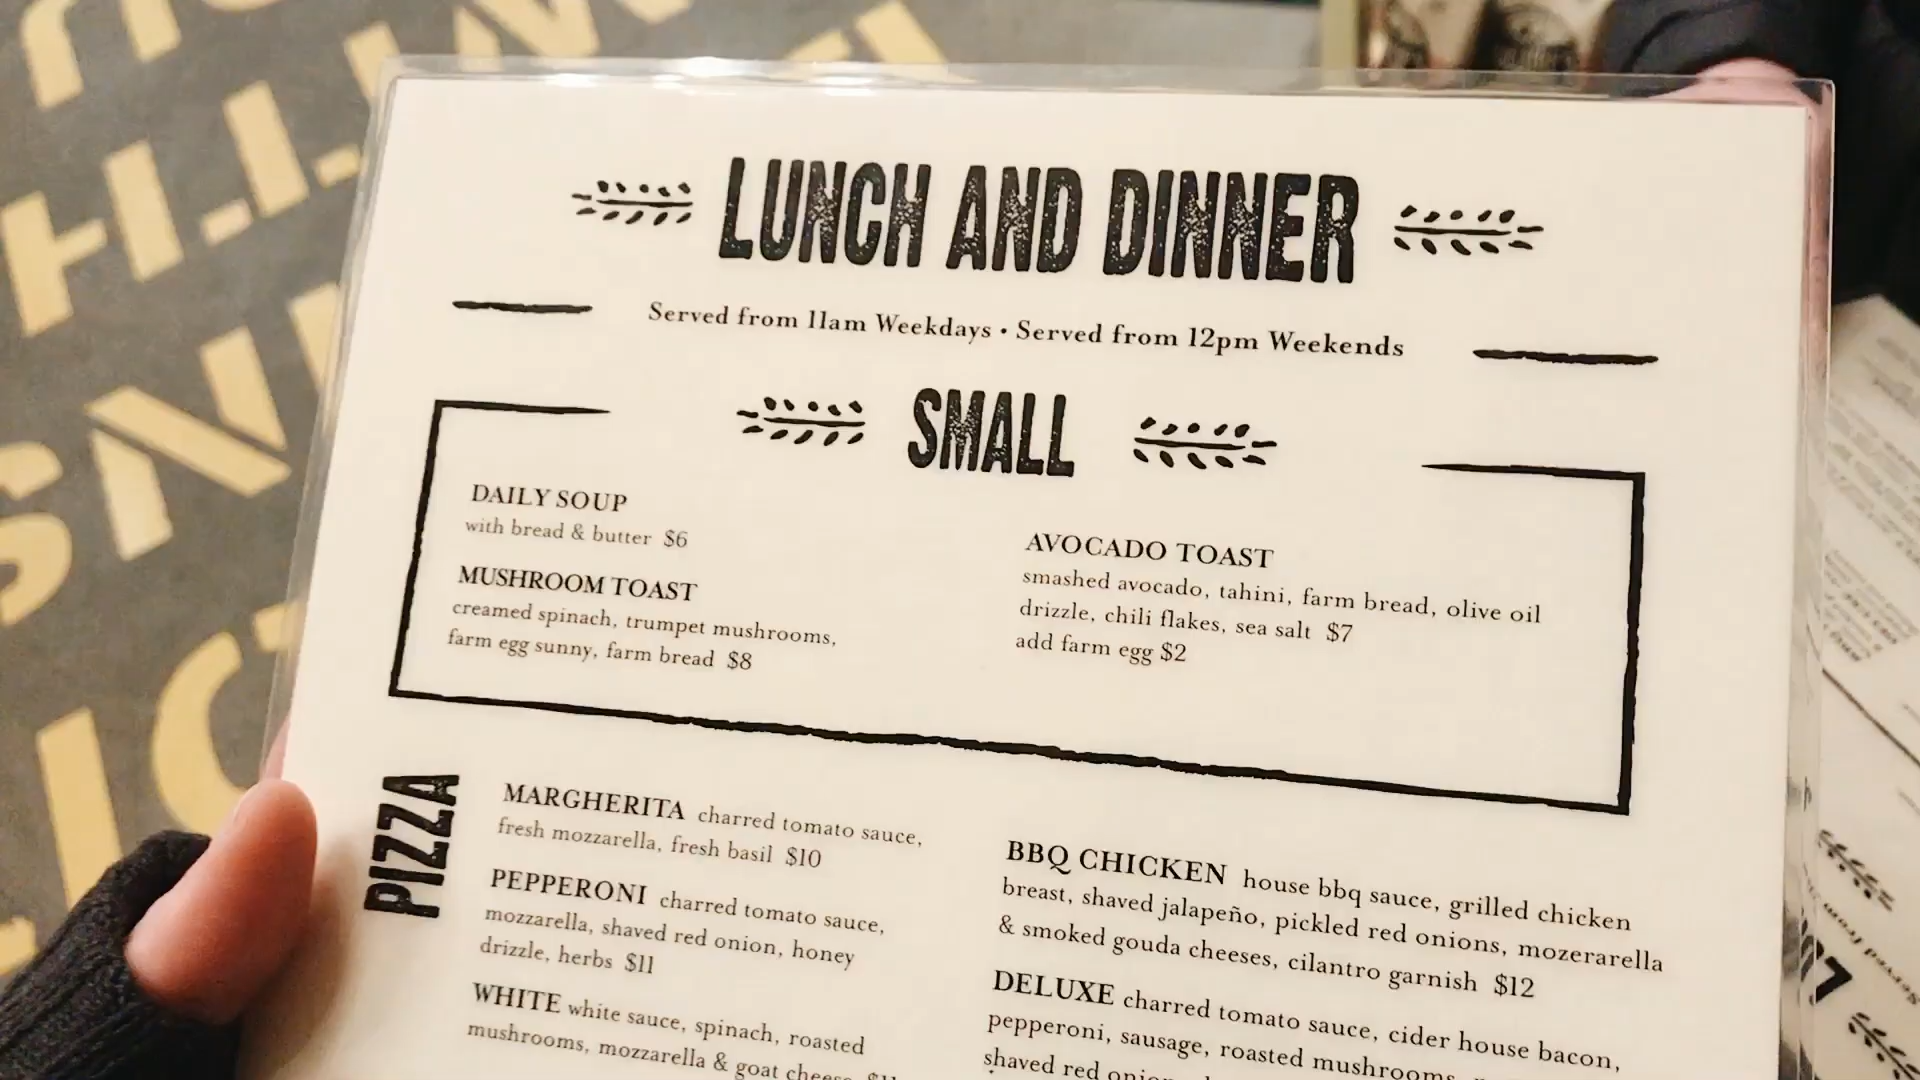 LUNCH AND DINNER
Served from 11am Weekdays • Served from 12pm Weekends
SMALL
DAILY SOUP
with bread & butter $6
MUSHROOM TOAST
creamed spinach, trumpet mushrooms,
farm egg sunny, farm bread $8
AVOCADO TOAST
smashed avocado, tahini, farm bread, olive oil
drizzle, chili flakes, sea salt $7
add farm egg $2
PIZZA
MARGHERITA charred tomato sauce,
fresh mozzarella, fresh basil $10
PEPPERONI charred tomato sauce,
mozzarella, shaved red onion, honey
drizzle, herbs $11
WHITE white sauce, spinach, roasted
mushrooms, mozzarella & goat cheese
BBQ CHICKEN house bbq sauce, grilled chicken
breast, shaved jalapeño, pickled red onions, mozerarella
& smoked gouda cheeses, cilantro garnish $12
DELUXE charred tomato sauce, cider house bacon,
pepperoni, sausage, roasted mushrooms,
shaved red